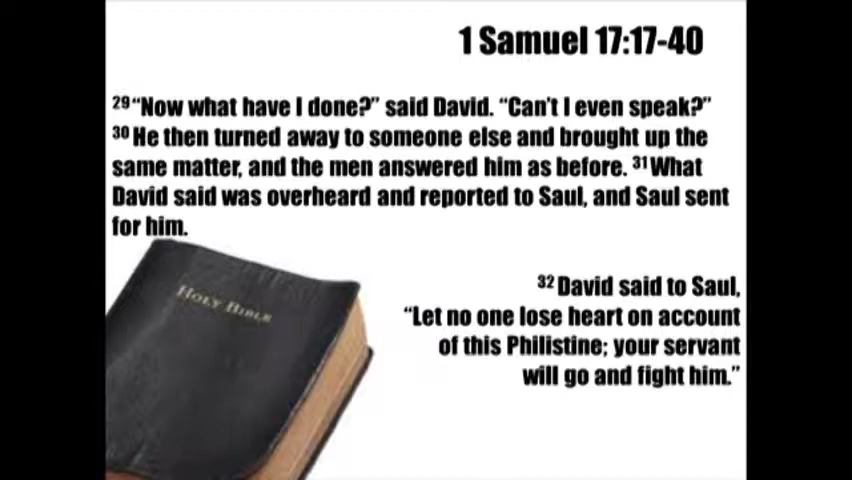 1 Samuel 17:17-40
29 “Now what have I done?” said David. “Can’t I even speak?”
30 He then turned away to someone else and brought up the
same matter, and the men answered him as before. 31 What
David said was overheard and reported to Saul, and Saul sent
for him.
HOLY BIBLE
32 David said to Saul,
“Let no one lose heart on account
of this Philistine; your servant
will go and fight him.”